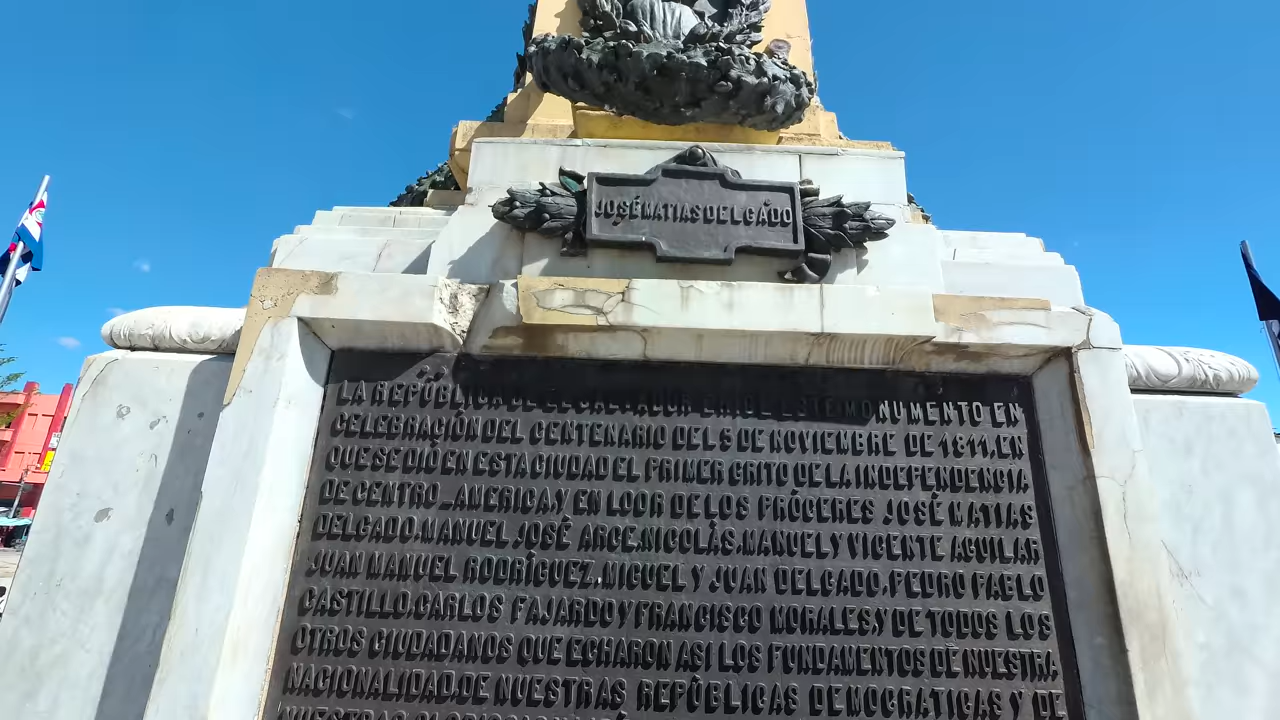 JOSÉ MATIAS DELGADO
LA REPÚBLICA DE EL SALVADOR ERIGE ESTE MONUMENTO EN
CELEBRACIÓN DEL CENTENARIO DEL 5 DE NOVIEMBRE DE 1811, EN
QUE SE DIÓ EN ESTA CIUDAD EL PRIMER GRITO DE LA INDEPENDENCIA
DE CENTRO-AMERICA, Y EN LOOR DE LOS PRÓCERES JOSÉ MATIAS
DELGADO, MANUEL JOSÉ ARCE, NICOLÁS, MANUEL Y VICENTE AGUILAR
JUAN MANUEL RODRÍGUEZ, MIGUEL Y JUAN DELGADO, PEDRO PABLO
CASTILLO, CARLOS FAJARDO Y FRANCISCO MORALES, Y DE TODOS LOS
OTROS CIUDADANOS QUE ECHARON ASI LOS FUNDAMENTOS DE NUESTRA
NACIONALIDAD, DE NUESTRAS REPÚBLICAS DEMOCRATICAS Y DE
NUESTRAS